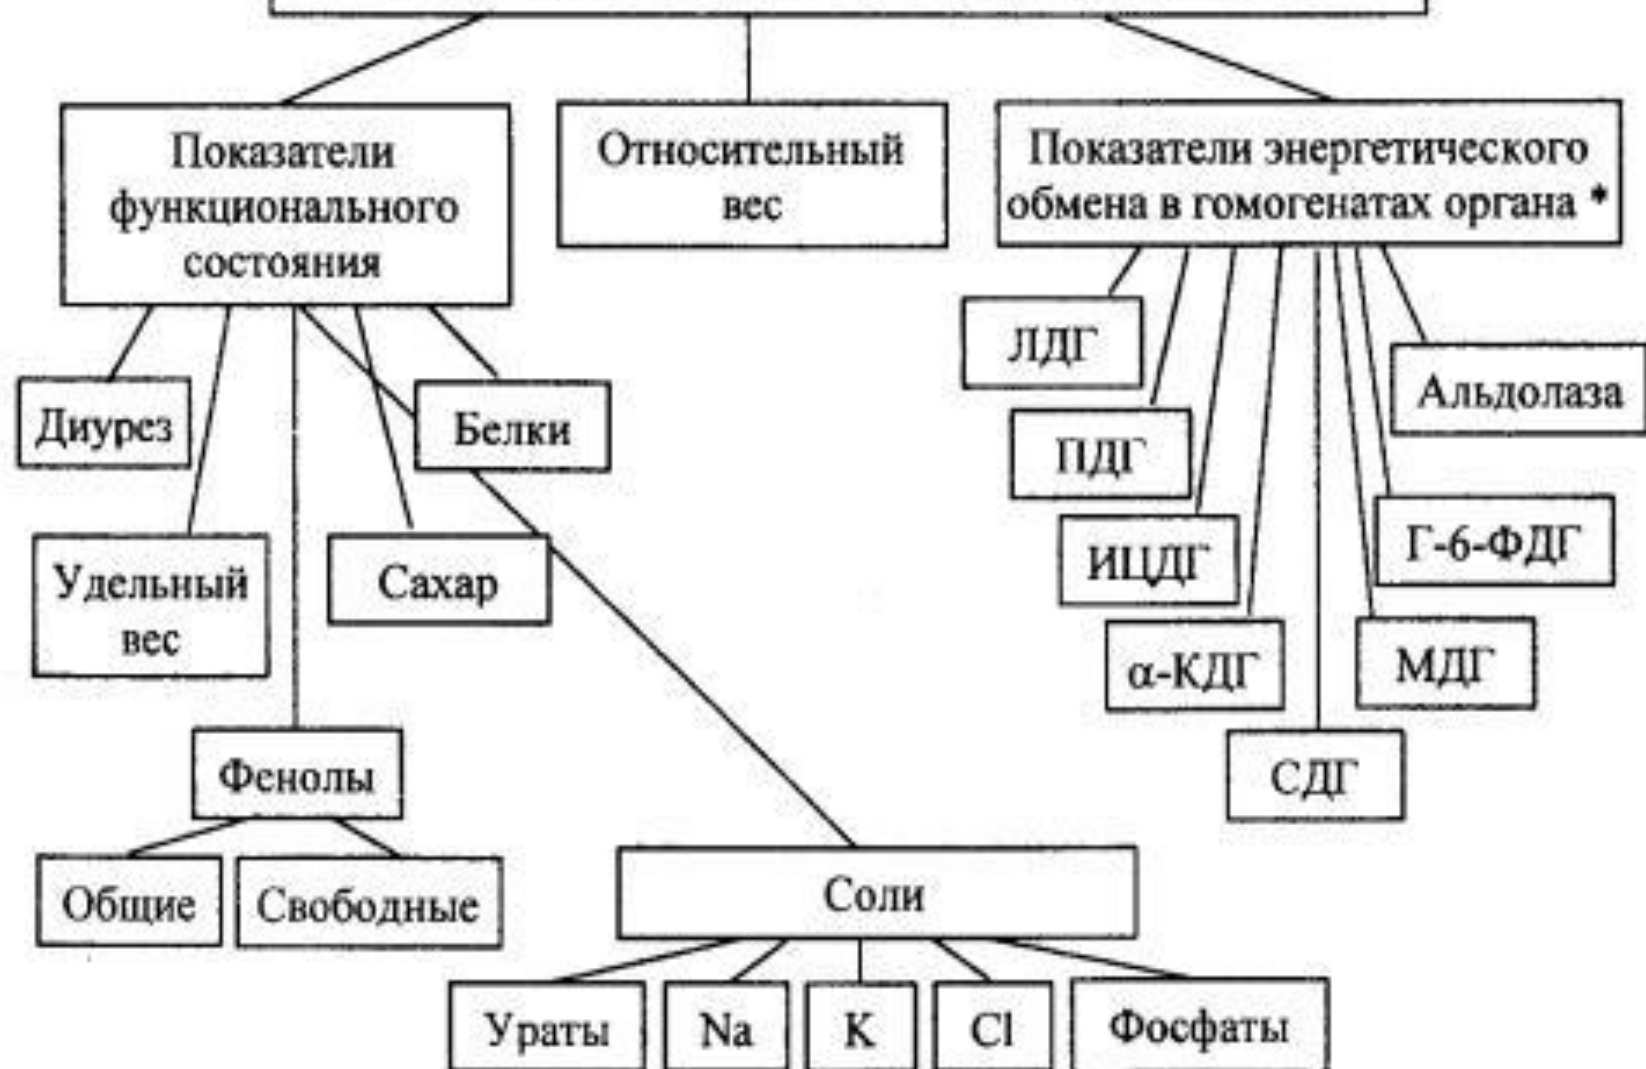 Показатели
функционального
состояния
Относительный
вес
Показатели энергетического
обмена в гомогенатах органа *
ЛДГ
Альдолаза
Диурез
Белки
ПДГ
ИЦДГ
Г-6-ФДГ
Удельный
вес
Сахар
α-КДГ
МДГ
Фенолы
СДГ
Общие
Свободные
Соли
Ураты
Na
K
Cl
Фосфаты